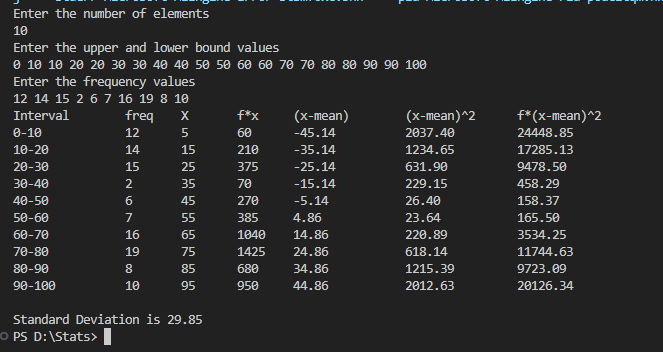 Enter the number of elements
10
Enter the upper and lower bound values
0 10 10 20 20 30 30 40 40 50 50 60 60 70 70 80 80 90 90 100
Enter the frequency values
12 14 15 2 6 7 16 19 8 10
Interval freq X f*x (x-mean) (x-mean)^2 f*(x-mean)^2
0-10 12 5 60 -45.14 2037.40 24448.85
10-20 14 15 210 -35.14 1234.65 17285.13
20-30 15 25 375 -25.14 631.90 9478.50
30-40 2 35 70 -15.14 229.15 458.29
40-50 6 45 270 -5.14 26.40 158.37
50-60 7 55 385 4.86 23.64 165.50
60-70 16 65 1040 14.86 220.89 3534.25
70-80 19 75 1425 24.86 618.14 11744.63
80-90 8 85 680 34.86 1215.39 9723.09
90-100 10 95 950 44.86 2012.63 20126.34
Standard Deviation is 29.85
PS D:\Stats>